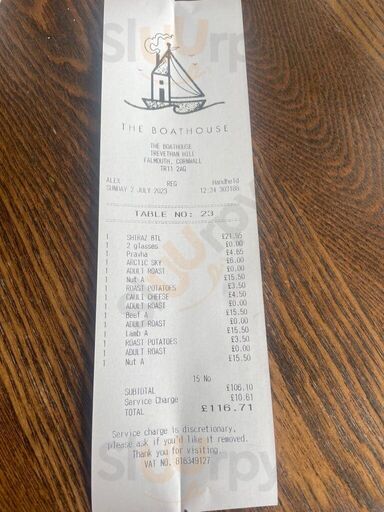 THE BOATHOUSE
THE BOATHOUSE
TREVETHAN HILL
FALMOUTH, CORNWALL
TR11 2AG
ALEX REG Handheld
SUNDAY 2 JULY 2023 12:24 303188
TABLE NO: 23
1 SHIRAZ BTL £21.95
1 2 glasses £0.00
1 Pravha £4.65
1 ARCTIC SKY £6.00
1 ADULT ROAST £0.00
1 Nut A £15.50
1 ROAST POTATOES £3.50
1 CAULI CHEESE £4.50
1 ADULT ROAST £0.00
1 Beef A £15.50
1 ADULT ROAST £0.00
1 Lamb A £15.50
1 ROAST POTATOES £3.50
1 ADULT ROAST £0.00
1 Nut A £15.50
15 No
SUBTOTAL £106.10
Service Charge £10.61
TOTAL £116.71
Service charge is discretionary,
please ask if you'd like it removed.
Thank you for visiting.
VAT NO. 816349127